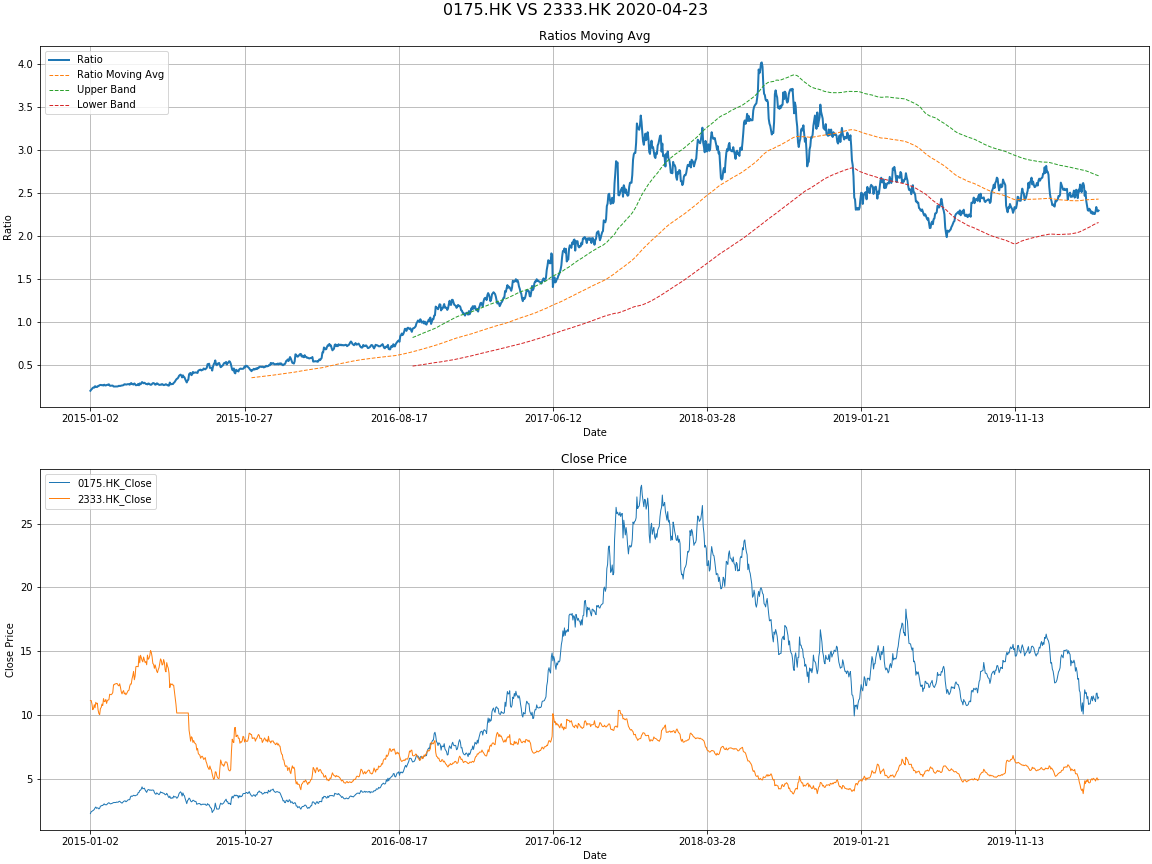 0175.HK VS 2333.HK 2020-04-23
Ratios Moving Avg
Ratio
Ratio Moving Avg
Upper Band
Lower Band
4.0
3.5
3.0
2.5
2.0
1.5
1.0
0.5
Ratio
2015-01-02 2015-10-27 2016-08-17 2017-06-12 2018-03-28 2019-01-21 2019-11-13
Date
Close Price
0175.HK_Close
2333.HK_Close
25
20
15
10
5
Close Price
2015-01-02 2015-10-27 2016-08-17 2017-06-12 2018-03-28 2019-01-21 2019-11-13
Date